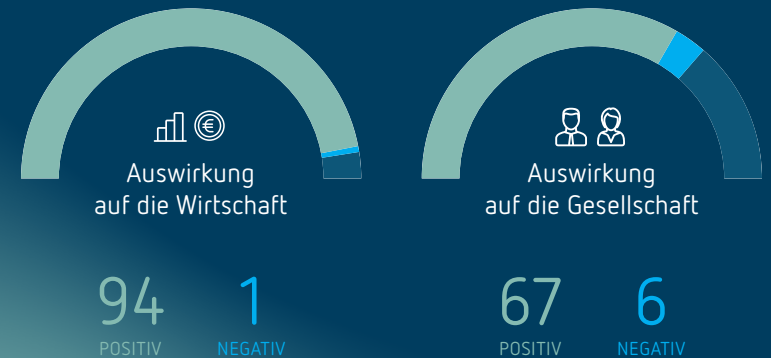 €
Auswirkung
auf die Wirtschaft
94
POSITIV
1
NEGATIV
Auswirkung
auf die Gesellschaft
67
POSITIV
6
NEGATIV